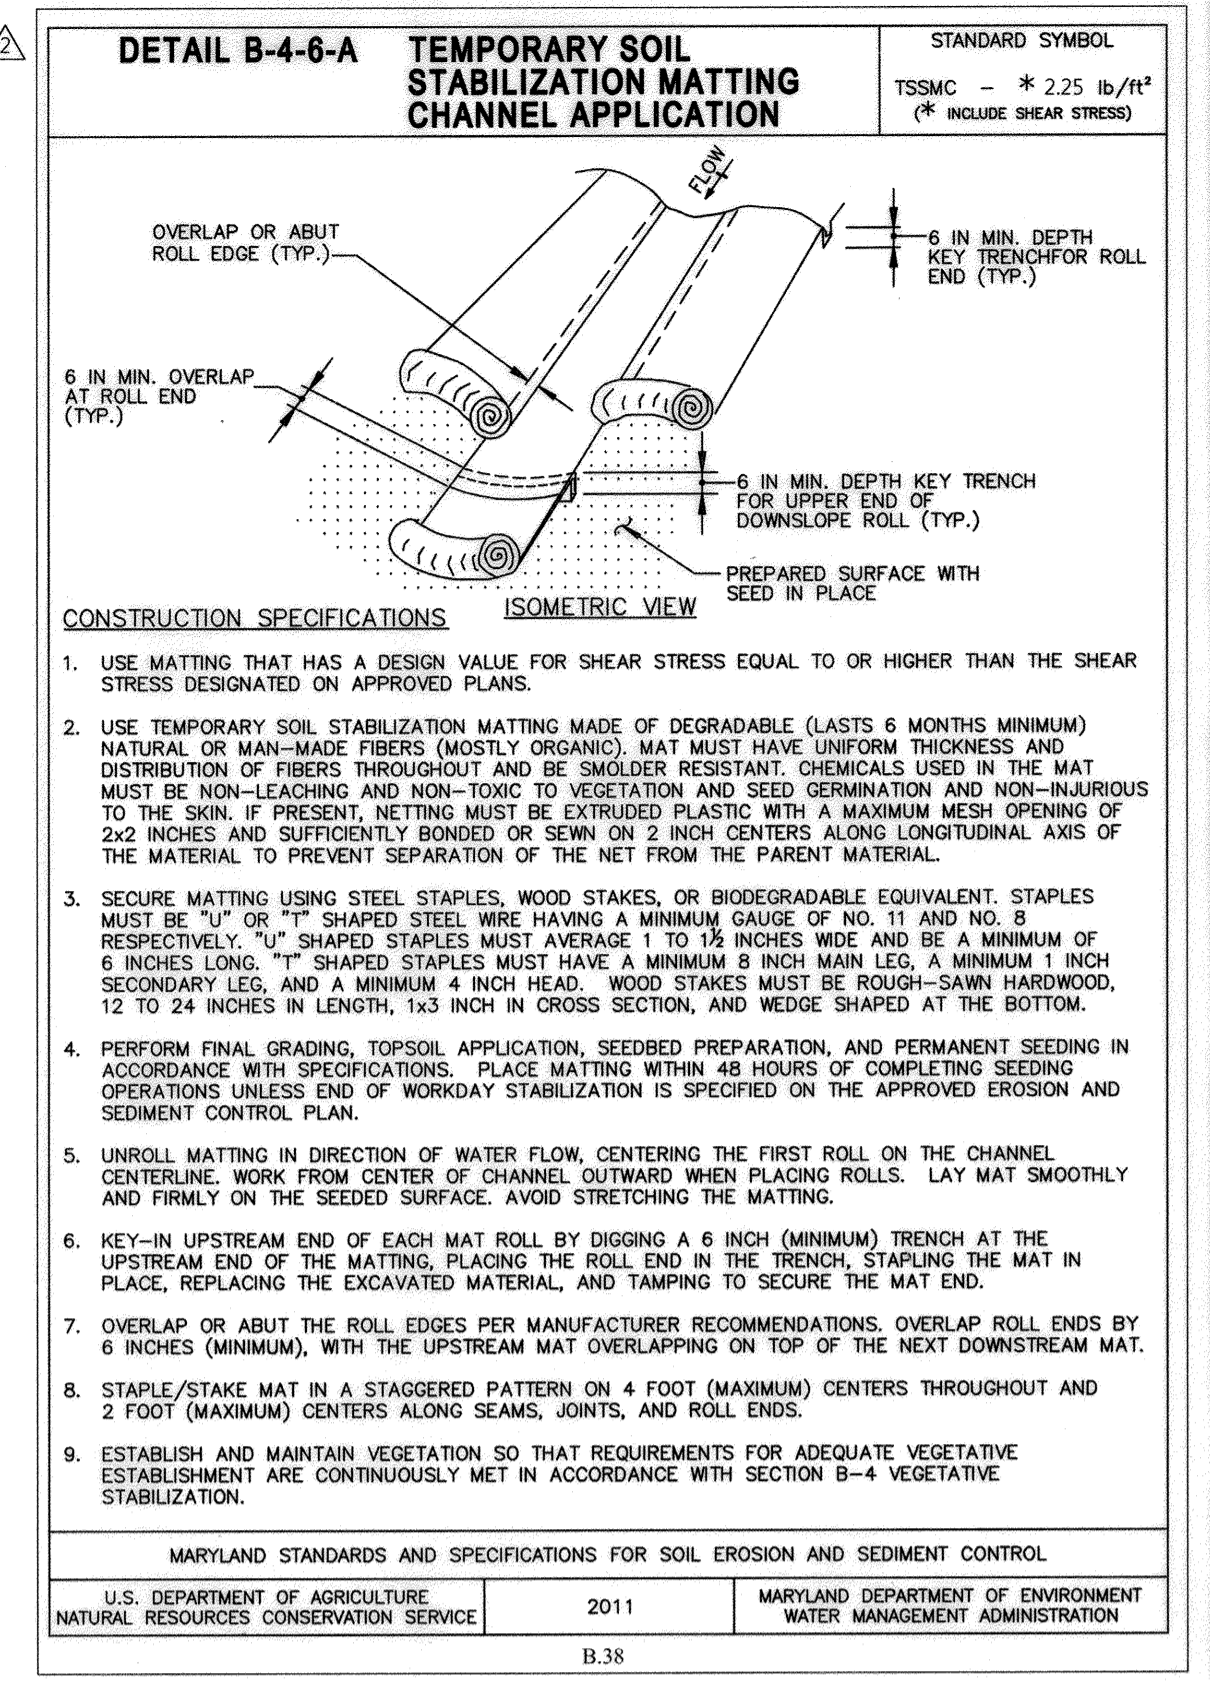 2
DETAIL B-4-6-A
TEMPORARY SOIL
STABILIZATION MATTING
CHANNEL APPLICATION
STANDARD SYMBOL
TSSMC – * 2.25 lb/ft²
(* INCLUDE SHEAR STRESS)
FLOW
OVERLAP OR ABUT
ROLL EDGE (TYP.)
6 IN MIN. DEPTH
KEY TRENCHFOR ROLL
END (TYP.)
6 IN MIN. OVERLAP
AT ROLL END
(TYP.)
6 IN MIN. DEPTH KEY TRENCH
FOR UPPER END OF
DOWNSLOPE ROLL (TYP.)
PREPARED SURFACE WITH
SEED IN PLACE
ISOMETRIC VIEW
CONSTRUCTION SPECIFICATIONS
1. USE MATTING THAT HAS A DESIGN VALUE FOR SHEAR STRESS EQUAL TO OR HIGHER THAN THE SHEAR
STRESS DESIGNATED ON APPROVED PLANS.
2. USE TEMPORARY SOIL STABILIZATION MATTING MADE OF DEGRADABLE (LASTS 6 MONTHS MINIMUM)
NATURAL OR MAN-MADE FIBERS (MOSTLY ORGANIC). MAT MUST HAVE UNIFORM THICKNESS AND
DISTRIBUTION OF FIBERS THROUGHOUT AND BE SMOLDER RESISTANT. CHEMICALS USED IN THE MAT
MUST BE NON-LEACHING AND NON-TOXIC TO VEGETATION AND SEED GERMINATION AND NON-INJURIOUS
TO THE SKIN. IF PRESENT, NETTING MUST BE EXTRUDED PLASTIC WITH A MAXIMUM MESH OPENING OF
2x2 INCHES AND SUFFICIENTLY BONDED OR SEWN ON 2 INCH CENTERS ALONG LONGITUDINAL AXIS OF
THE MATERIAL TO PREVENT SEPARATION OF THE NET FROM THE PARENT MATERIAL.
3. SECURE MATTING USING STEEL STAPLES, WOOD STAKES, OR BIODEGRADABLE EQUIVALENT. STAPLES
MUST BE "U" OR "T" SHAPED STEEL WIRE HAVING A MINIMUM GAUGE OF NO. 11 AND NO. 8
RESPECTIVELY. "U" SHAPED STAPLES MUST AVERAGE 1 TO 1½ INCHES WIDE AND BE A MINIMUM OF
6 INCHES LONG. "T" SHAPED STAPLES MUST HAVE A MINIMUM 8 INCH MAIN LEG, A MINIMUM 1 INCH
SECONDARY LEG, AND A MINIMUM 4 INCH HEAD. WOOD STAKES MUST BE ROUGH-SAWN HARDWOOD,
12 TO 24 INCHES IN LENGTH, 1x3 INCH IN CROSS SECTION, AND WEDGE SHAPED AT THE BOTTOM.
4. PERFORM FINAL GRADING, TOPSOIL APPLICATION, SEEDBED PREPARATION, AND PERMANENT SEEDING IN
ACCORDANCE WITH SPECIFICATIONS. PLACE MATTING WITHIN 48 HOURS OF COMPLETING SEEDING
OPERATIONS UNLESS END OF WORKDAY STABILIZATION IS SPECIFIED ON THE APPROVED EROSION AND
SEDIMENT CONTROL PLAN.
5. UNROLL MATTING IN DIRECTION OF WATER FLOW, CENTERING THE FIRST ROLL ON THE CHANNEL
CENTERLINE. WORK FROM CENTER OF CHANNEL OUTWARD WHEN PLACING ROLLS. LAY MAT SMOOTHLY
AND FIRMLY ON THE SEEDED SURFACE. AVOID STRETCHING THE MATTING.
6. KEY-IN UPSTREAM END OF EACH MAT ROLL BY DIGGING A 6 INCH (MINIMUM) TRENCH AT THE
UPSTREAM END OF THE MATTING, PLACING THE ROLL END IN THE TRENCH, STAPLING THE MAT IN
PLACE, REPLACING THE EXCAVATED MATERIAL, AND TAMPING TO SECURE THE MAT END.
7. OVERLAP OR ABUT THE ROLL EDGES PER MANUFACTURER RECOMMENDATIONS. OVERLAP ROLL ENDS BY
6 INCHES (MINIMUM), WITH THE UPSTREAM MAT OVERLAPPING ON TOP OF THE NEXT DOWNSTREAM MAT.
8. STAPLE/STAKE MAT IN A STAGGERED PATTERN ON 4 FOOT (MAXIMUM) CENTERS THROUGHOUT AND
2 FOOT (MAXIMUM) CENTERS ALONG SEAMS, JOINTS, AND ROLL ENDS.
9. ESTABLISH AND MAINTAIN VEGETATION SO THAT REQUIREMENTS FOR ADEQUATE VEGETATIVE
ESTABLISHMENT ARE CONTINUOUSLY MET IN ACCORDANCE WITH SECTION B-4 VEGETATIVE
STABILIZATION.
MARYLAND STANDARDS AND SPECIFICATIONS FOR SOIL EROSION AND SEDIMENT CONTROL
U.S. DEPARTMENT OF AGRICULTURE
NATURAL RESOURCES CONSERVATION SERVICE
2011
MARYLAND DEPARTMENT OF ENVIRONMENT
WATER MANAGEMENT ADMINISTRATION
B.38